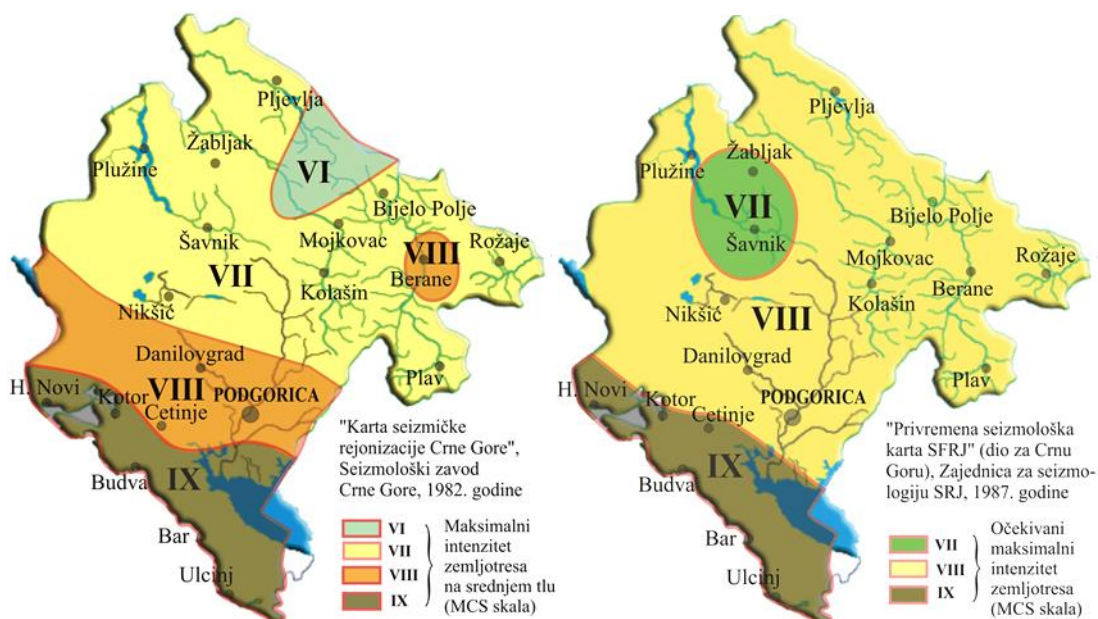 Pljevlja
Žabljak
Plužine
VI
Bijelo Polje
Šavnik
Mojkovac
VIII
Rožaje
VII
Berane
Kolašin
Nikšić
Danilovgrad
Plav
H. Novi
VIII
Kotor
PODGORICA
Cetinje
IX
Budva
Bar
Ulcinj
"Karta seizmičke
rejonizacije Crne Gore",
Seizmološki zavod
Crne Gore, 1982. godine
VI
VII
VIII
IX
Maksimalni
intenzitet
zemljotresa
na srednjem tlu
(MCS skala)
Pljevlja
Žabljak
Plužine
VII
Bijelo Polje
Šavnik
Mojkovac
Rožaje
Berane
Kolašin
Nikšić
VIII
Danilovgrad
Plav
H. Novi
Kotor
PODGORICA
Cetinje
IX
Budva
Bar
Ulcinj
"Privremena seizmološka
karta SFRJ" (dio za Crnu
Goru), Zajednica za seizmo-
logiju SRJ, 1987. godine
VII
VIII
IX
Očekivani
maksimalni
intenzitet
zemljotresa
(MCS skala)